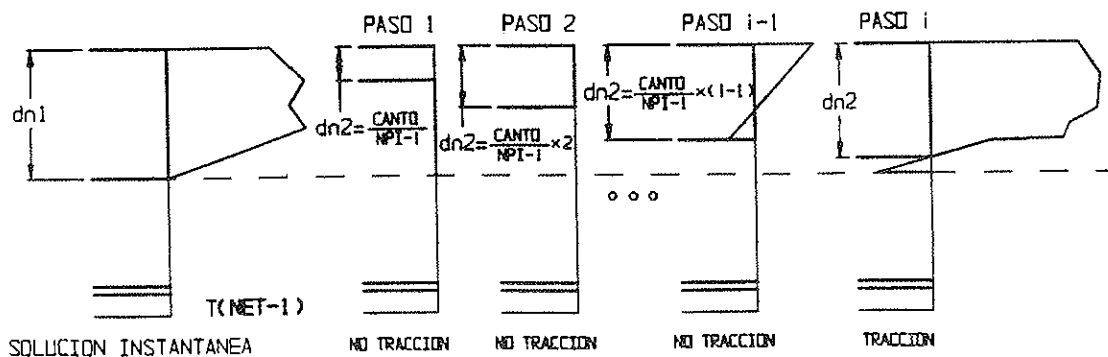 PASO 1
PASO 2
PASO i-1
PASO i
dn1
dn2=CANTO/NPI-1
dn2=CANTO/NPI-1×2
dn2=CANTO/NPI-1×(i-1)
dn2
T(NET-1)
SOLUCION INSTANTANEA
NO TRACCION
NO TRACCION
NO TRACCION
TRACCION